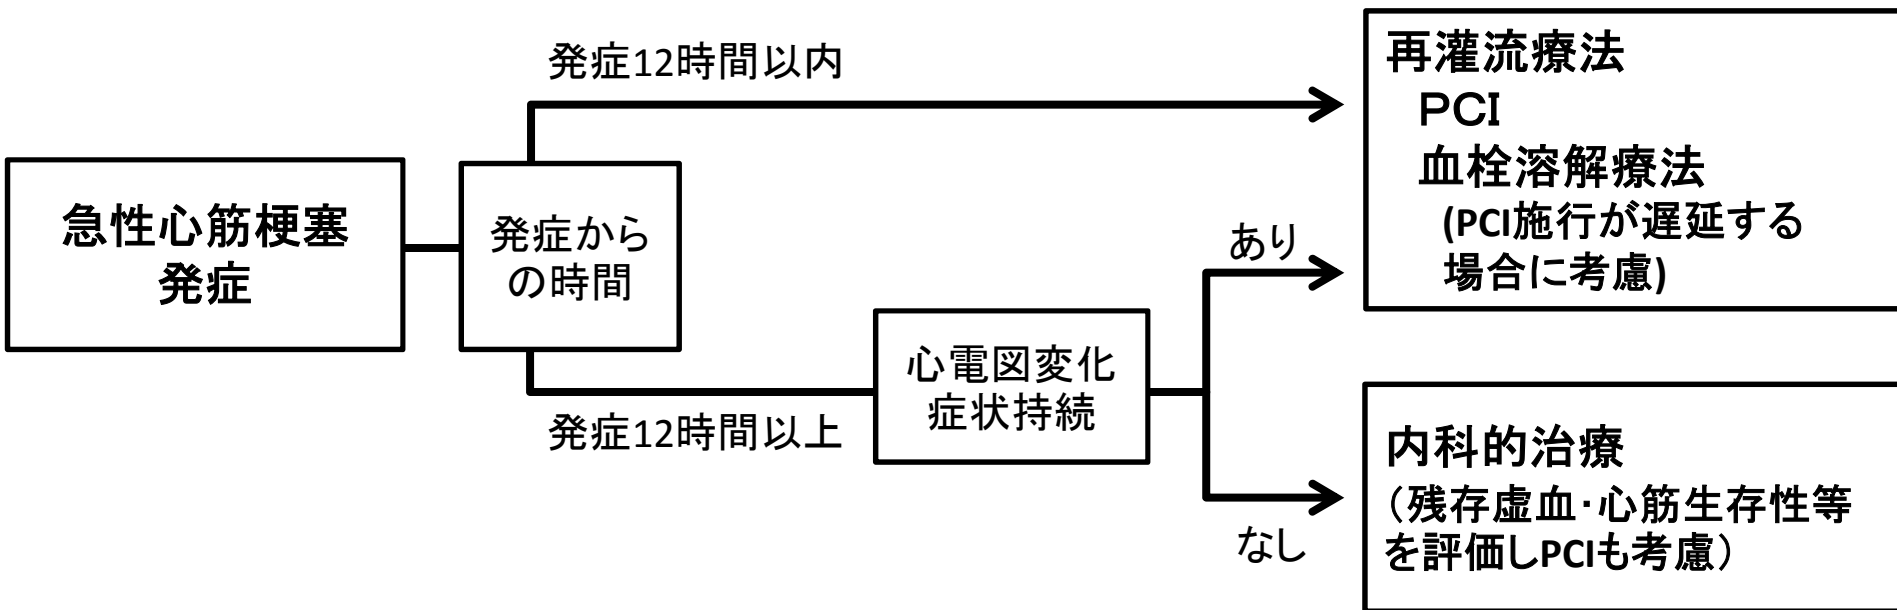 急性心筋梗塞
発症
発症から
の時間
発症12時間以内
発症12時間以上
心電図変化
症状持続
あり
なし
再灌流療法
PCI
血栓溶解療法
(PCI施行が遅延する
場合に考慮)
内科的治療
（残存虚血･心筋生存性等
を評価しPCIも考慮）